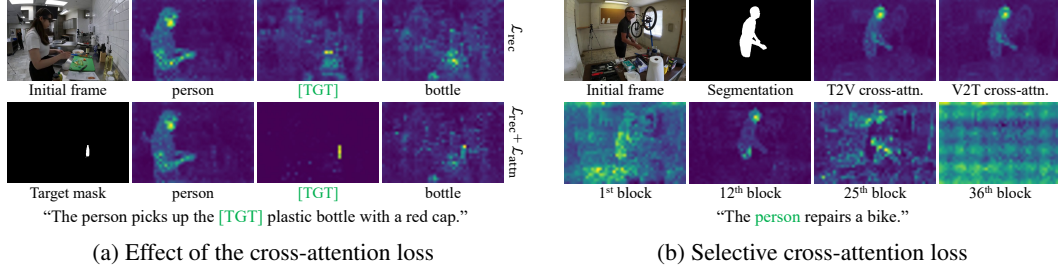 Initial frame person [TGT] bottle
ℒrec
Target mask person [TGT] bottle
ℒrec + ℒattn
“The person picks up the [TGT] plastic bottle with a red cap.”
(a) Effect of the cross-attention loss
Initial frame Segmentation T2V cross-attn. V2T cross-attn.
1st block 12th block 25th block 36th block
“The person repairs a bike.”
(b) Selective cross-attention loss